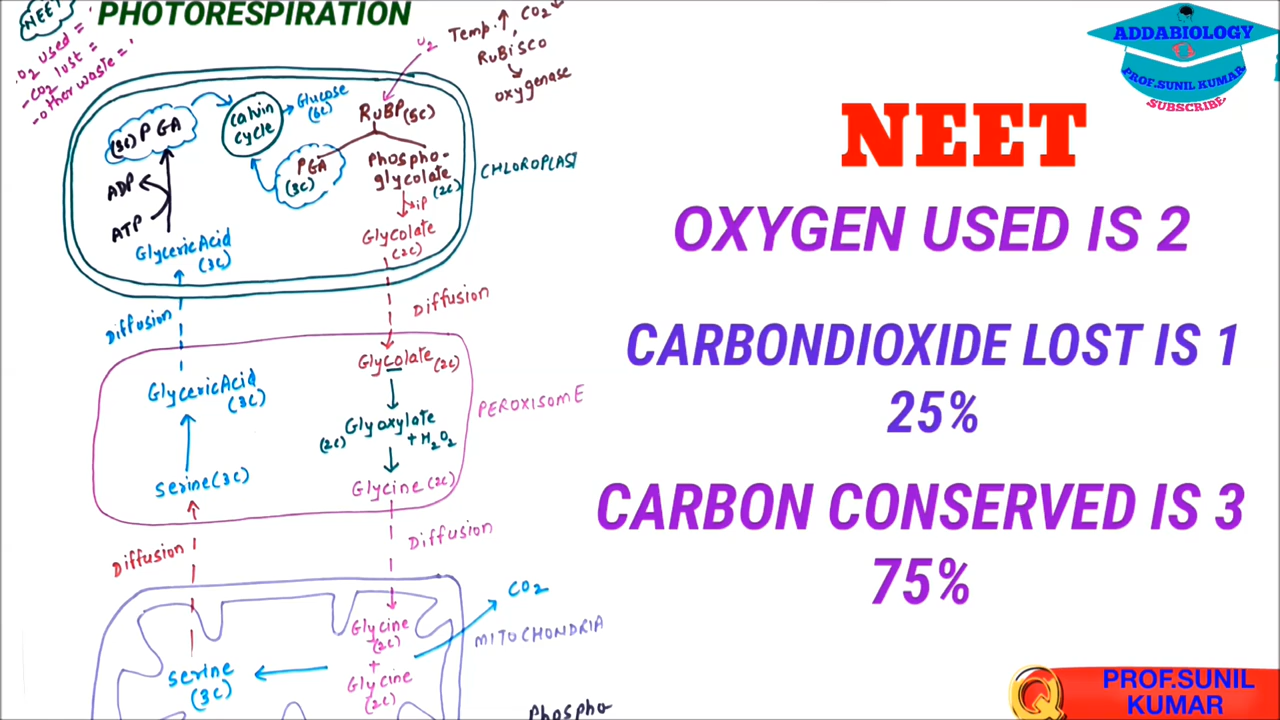 NEET
PHOTORESPIRATION
O2 used =
-CO2 lost =
-other waste =
O2
Temp.↑ CO2↓
RuBisCO
oxygenase
(3C) PGA
calvin
cycle
Glucose
(6C)
RuBP(5C)
PGA
(3C)
Phospho-
glycolate
(2C)
iP
ADP
ATP
Glyceric Acid
(3C)
Glycolate
(2C)
CHLOROPLAST
Diffusion
Diffusion
Glycolate (2C)
Glyceric Acid
(3C)
(2C) Glyoxylate
+ H2O2
PEROXISOME
serine(3C)
Glycine (2C)
Diffusion
Diffusion
CO2
Glycine
(2C)
+
Glycine
(2C)
MITOCHONDRIA
serine
(3C)
Phospho
ADDABIOLOGY
PROF.SUNIL KUMAR
SUBSCRIBE
NEET
OXYGEN USED IS 2
CARBONDIOXIDE LOST IS 1
25%
CARBON CONSERVED IS 3
75%
Q
PROF.SUNIL
KUMAR